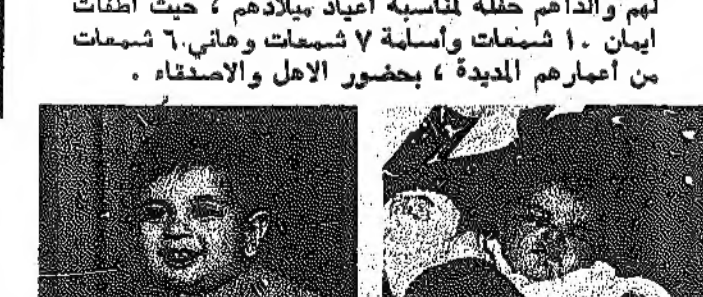 لهم والداهم حفلة لمناسبة أعياد ميلادهم ، حيث أطفأت
ايمان ١٠ شمعات وأسامة ٧ شمعات وهاني ٦ شمعات
من أعمارهم المديدة ، بحضور الاهل والاصدقاء .